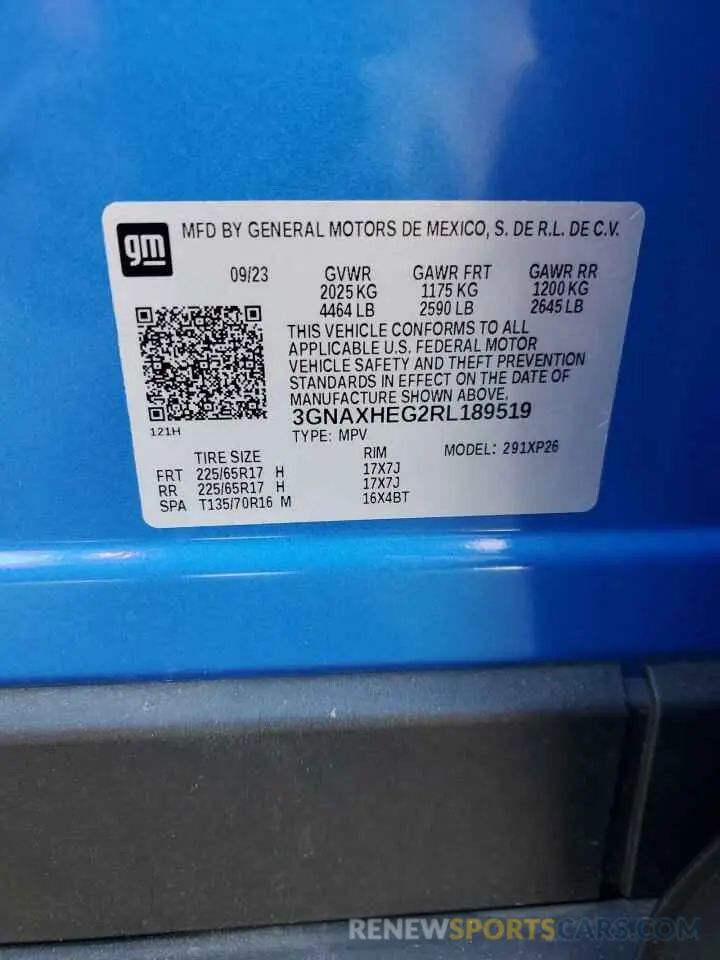 gm MFD BY GENERAL MOTORS DE MEXICO, S. DE R.L. DE C.V.
09/23 GVWR GAWR FRT GAWR RR
2025 KG 1175 KG 1200 KG
4464 LB 2590 LB 2645 LB
THIS VEHICLE CONFORMS TO ALL
APPLICABLE U.S. FEDERAL MOTOR
VEHICLE SAFETY AND THEFT PREVENTION
STANDARDS IN EFFECT ON THE DATE OF
MANUFACTURE SHOWN ABOVE.
3GNAXHEG2RL189519
121H TYPE: MPV MODEL: 291XP26
TIRE SIZE RIM
FRT 225/65R17 H 17X7J
RR 225/65R17 H 17X7J
SPA T135/70R16 M 16X4BT
RENEWSPORTSCARS.COM